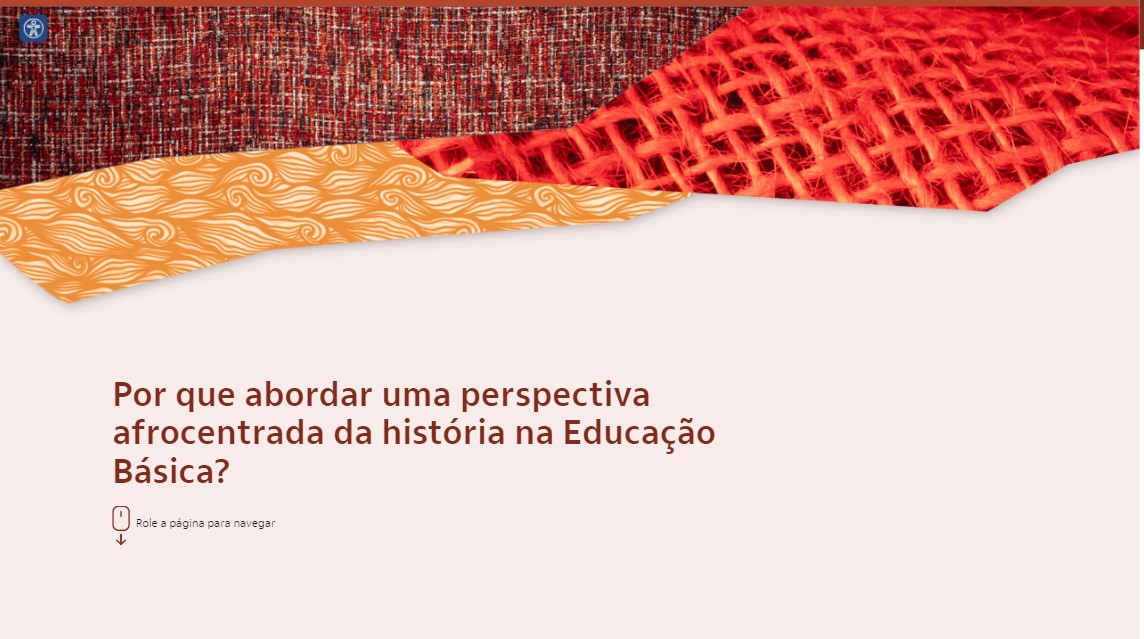 Por que abordar uma perspectiva
afrocentrada da história na Educação
Básica?
Role a página para navegar